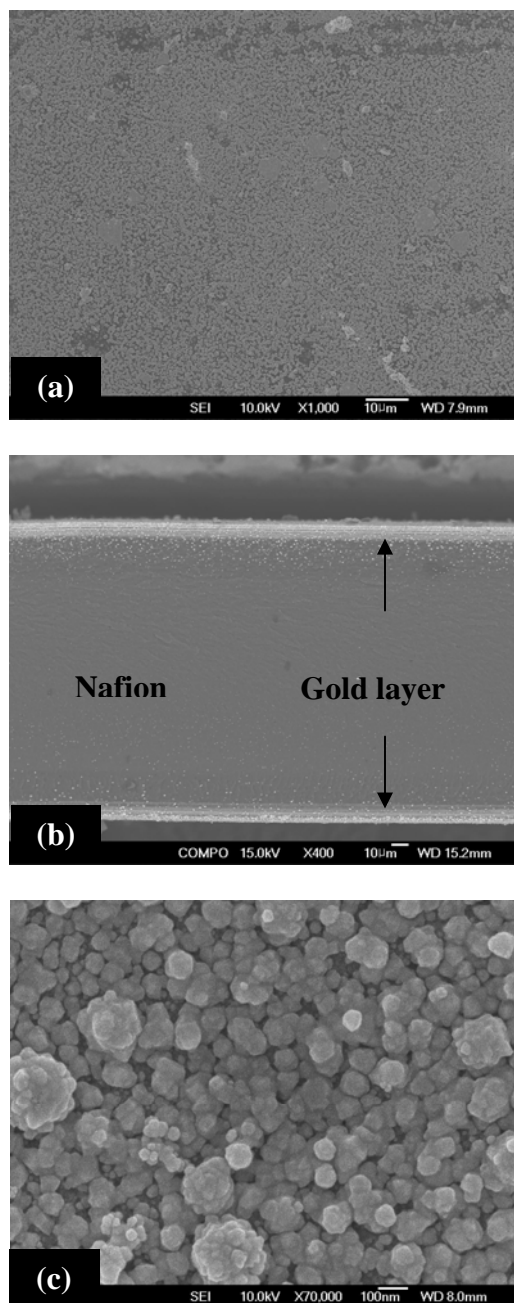 (a)
SEI 10.0kV X1,000 10μm WD 7.9mm
Nafion Gold layer
(b)
COMPO 15.0kV X400 10μm WD 15.2mm
(c)
SEI 10.0kV X70,000 100nm WD 8.0mm